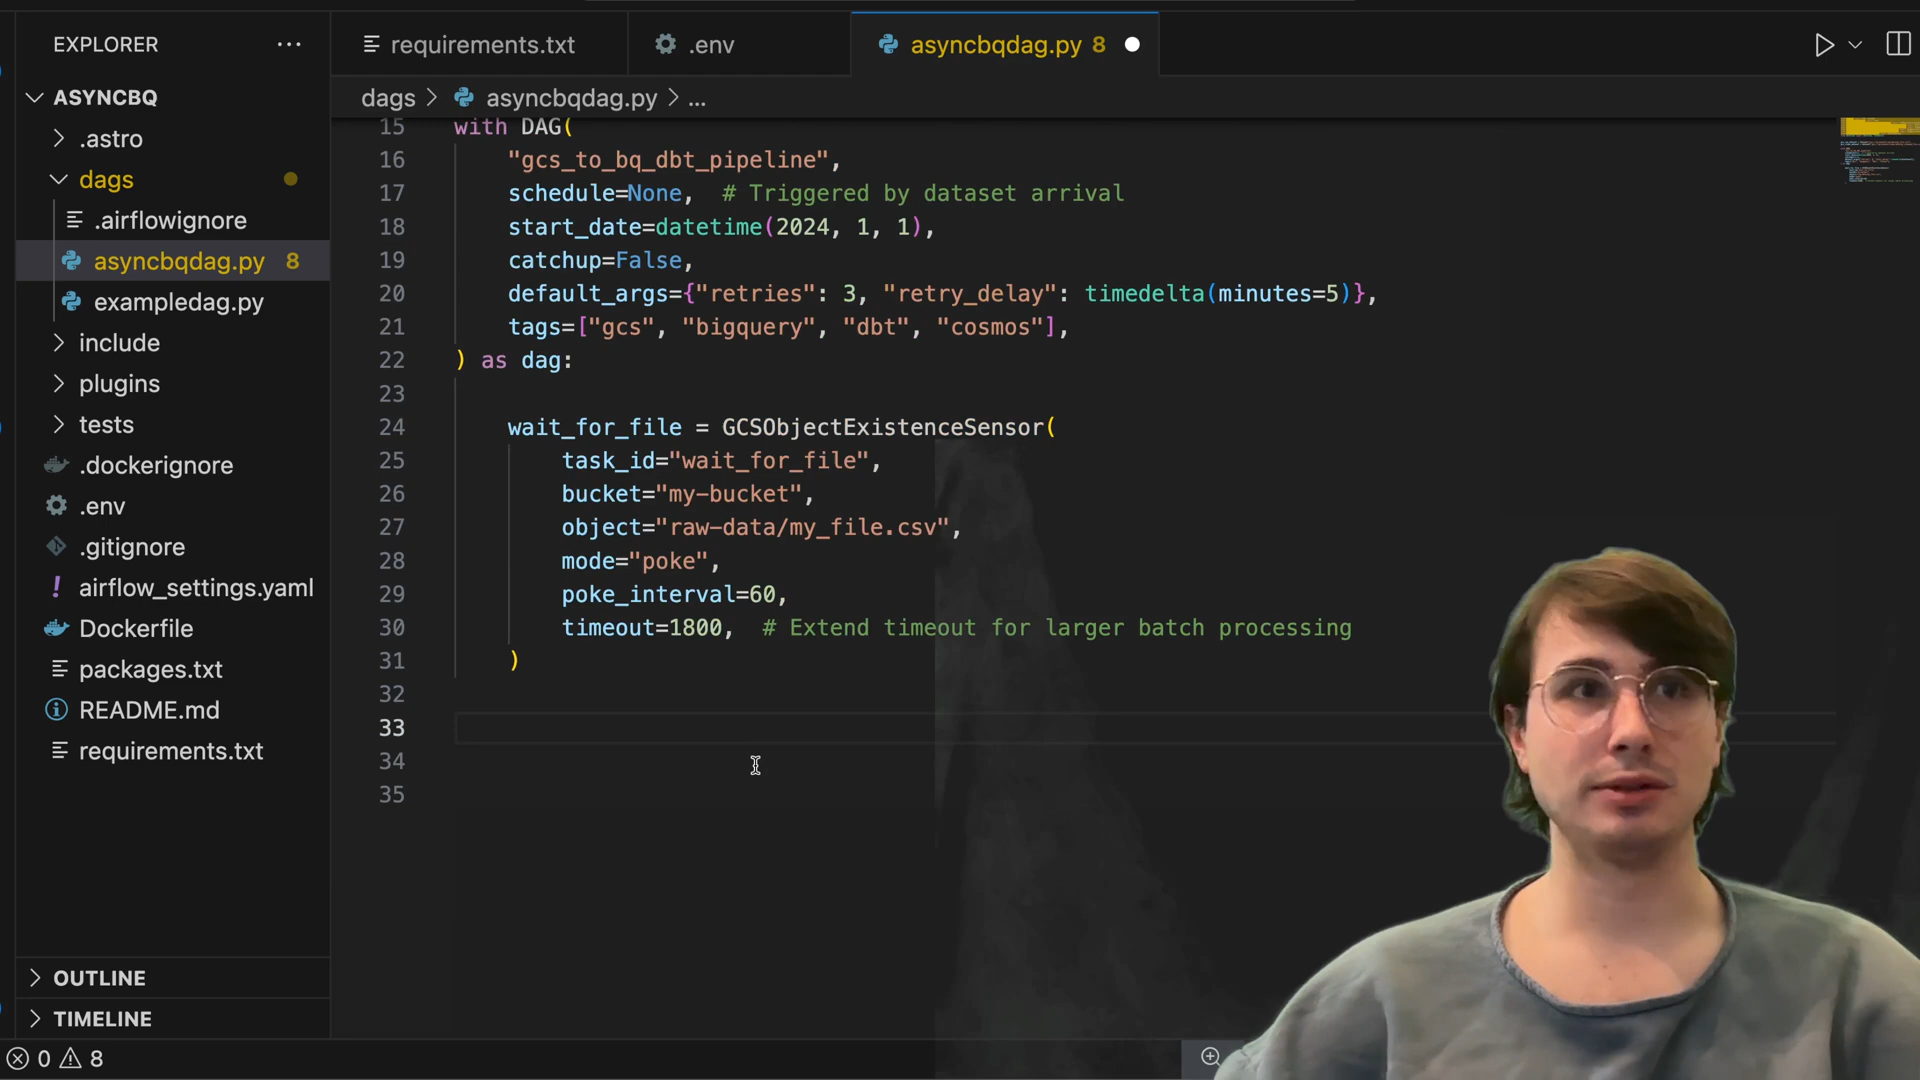 EXPLORER
ASYNCBQ
.astro
dags
.airflowignore
asyncbqdag.py 8
exampledag.py
include
plugins
tests
.dockerignore
.env
.gitignore
airflow_settings.yaml
Dockerfile
packages.txt
README.md
requirements.txt
OUTLINE
TIMELINE
0 8
requirements.txt .env asyncbqdag.py 8
dags > asyncbqdag.py > ...
15 with DAG(
16 "gcs_to_bq_dbt_pipeline",
17 schedule=None, # Triggered by dataset arrival
18 start_date=datetime(2024, 1, 1),
19 catchup=False,
20 default_args={"retries": 3, "retry_delay": timedelta(minutes=5)},
21 tags=["gcs", "bigquery", "dbt", "cosmos"],
22 ) as dag:
23
24 wait_for_file = GCSObjectExistenceSensor(
25 task_id="wait_for_file",
26 bucket="my-bucket",
27 object="raw-data/my_file.csv",
28 mode="poke",
29 poke_interval=60,
30 timeout=1800, # Extend timeout for larger batch processing
31 )
32
33
34
35